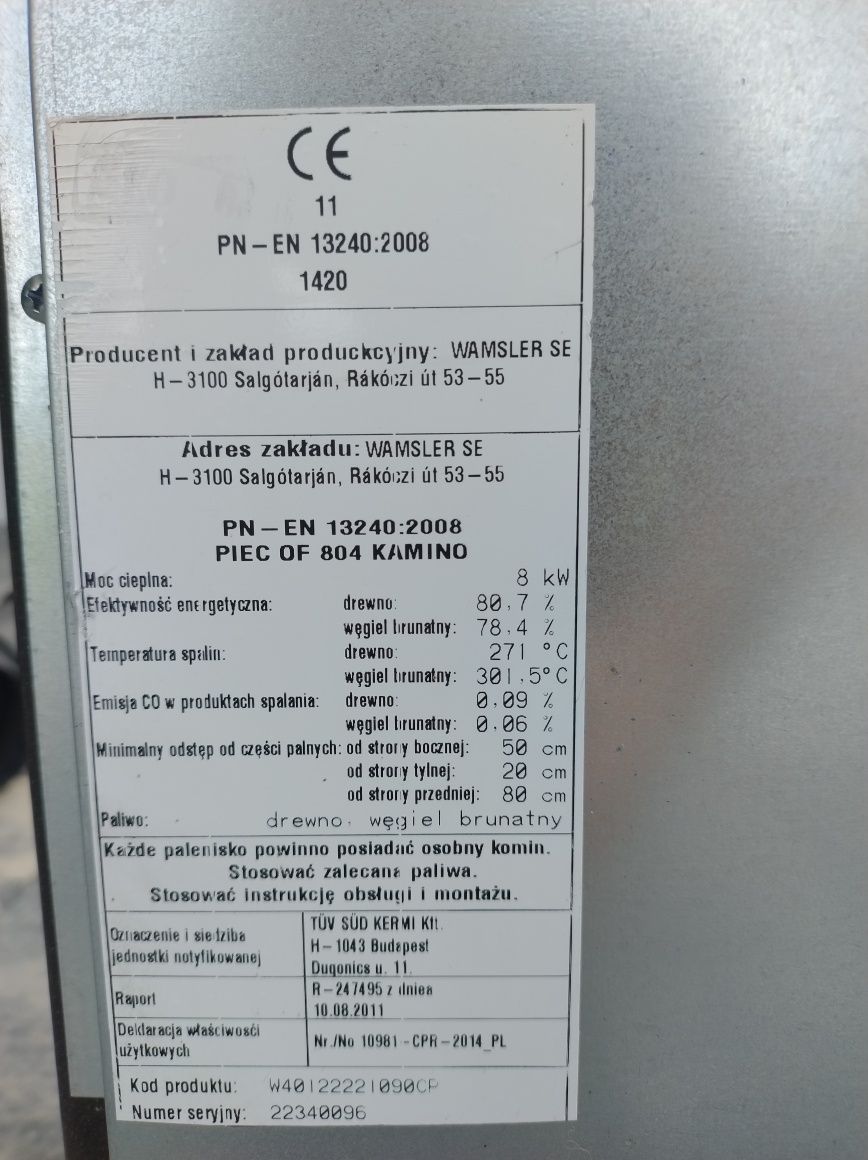 CE
11
PN-EN 13240:2008
1420
Producent i zakład produckcyjny: WAMSLER SE
H-3100 Salgótarján, Rákóczi út 53-55
Adres zakładu: WAMSLER SE
H-3100 Salgótarján, Rákóczi út 53-55
PN-EN 13240:2008
PIEC OF 804 KAMINO
Moc cieplna: 8 kW
Efektywność energetyczna: drewno: 80,7 %
węgiel brunatny: 78,4 %
Temperatura spalin: drewno: 271 °C
węgiel brunatny: 301,5°C
Emisja CO w produktach spalania: drewno: 0,09 %
węgiel brunatny: 0,06 %
Minimalny odstęp od części palnych: od strony bocznej: 50 cm
od strony tylnej: 20 cm
od strony przedniej: 80 cm
Paliwo: drewno, węgiel brunatny
Każde palenisko powinno posiadać osobny komin.
Stosować zalecana paliwa.
Stosować instrukcję obsługi i montażu.
Oznaczenie i siedziba
jednostki notyfikowanej
TÜV SÜD KERMI Kft.
H-1043 Budapest
Dugonics u. 11.
Raport
R-247495 z dniea
10.08.2011
Deklaracja właściwosći
użytkowych
Nr./No 10981-CPR-2014_PL
Kod produktu: W40122221090CP
Numer seryjny: 22340096